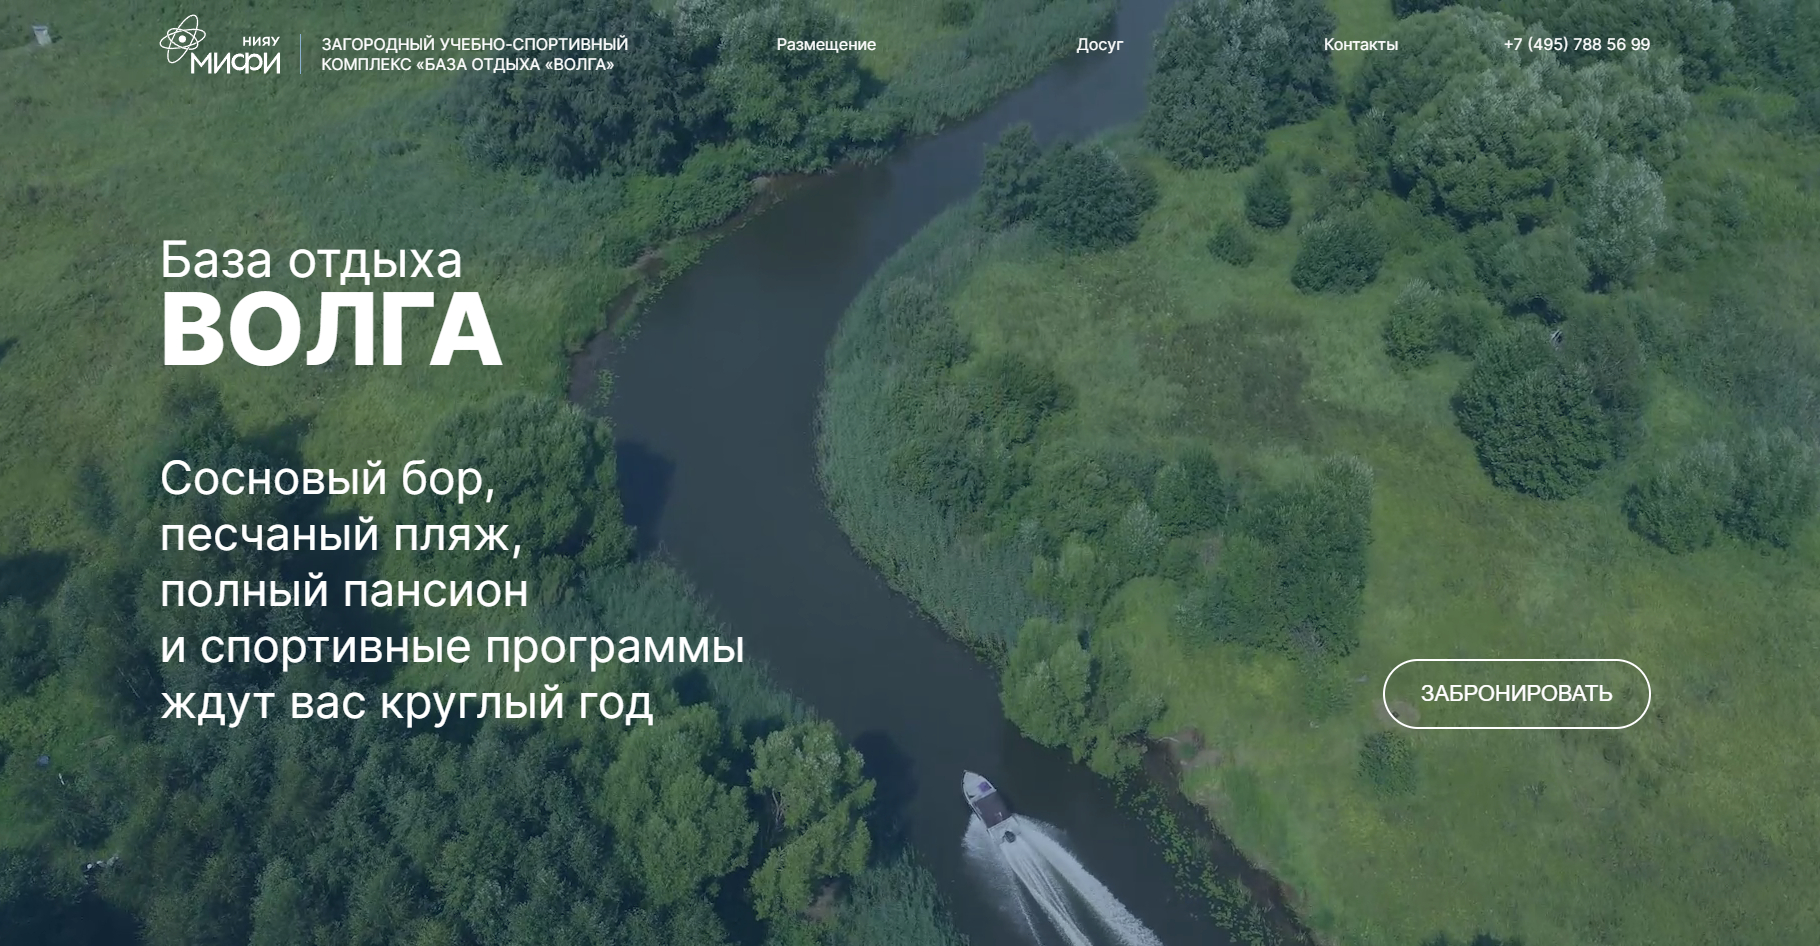 НИЯУ
МИФИ
ЗАГОРОДНЫЙ УЧЕБНО-СПОРТИВНЫЙ
КОМПЛЕКС «БАЗА ОТДЫХА «ВОЛГА»
Размещение
Досуг
Контакты
+7 (495) 788 56 99
База отдыха
ВОЛГА
Сосновый бор,
песчаный пляж,
полный пансион
и спортивные программы
ждут вас круглый год
ЗАБРОНИРОВАТЬ